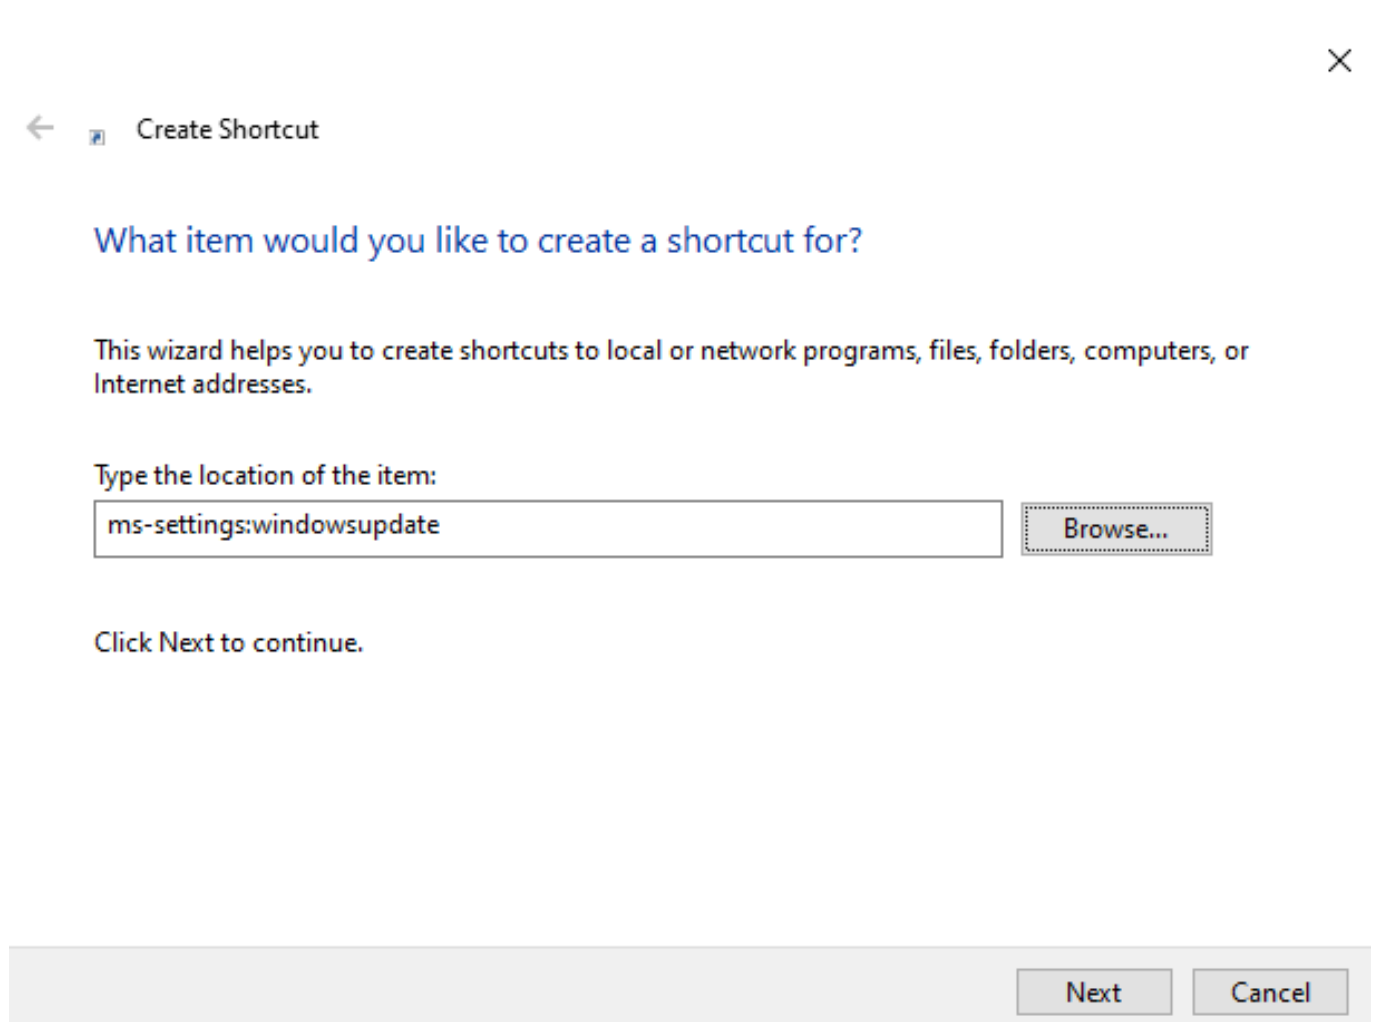 Create Shortcut
What item would you like to create a shortcut for?
This wizard helps you to create shortcuts to local or network programs, files, folders, computers, or
Internet addresses.
Type the location of the item:
ms-settings:windowsupdate
Browse...
Click Next to continue.
Next
Cancel